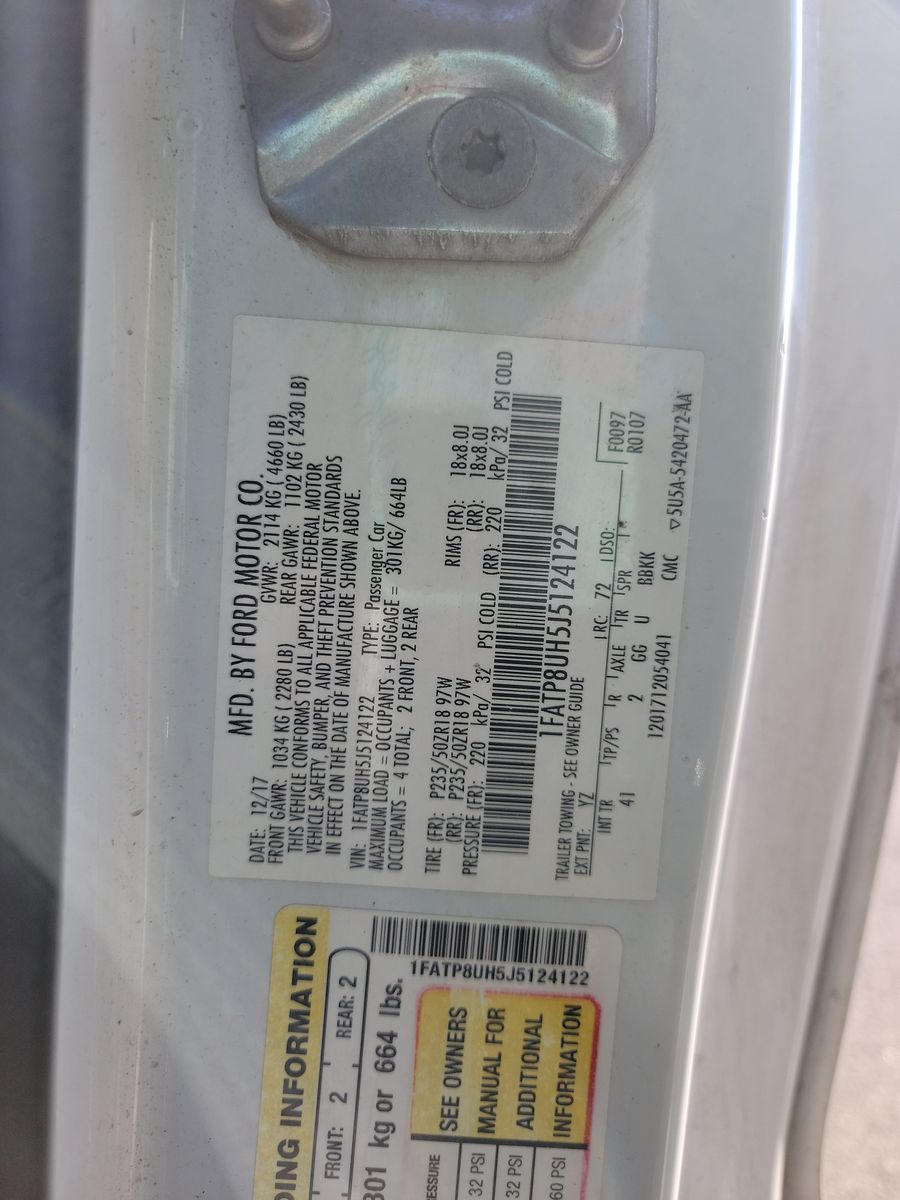 MFD. BY FORD MOTOR CO.
DATE: 12/17 GVWR: 2114 KG ( 4660 LB)
FRONT GAWR: 1034 KG ( 2280 LB) REAR GAWR: 1102 KG ( 2430 LB)
THIS VEHICLE CONFORMS TO ALL APPLICABLE FEDERAL MOTOR
VEHICLE SAFETY, BUMPER, AND THEFT PREVENTION STANDARDS
IN EFFECT ON THE DATE OF MANUFACTURE SHOWN ABOVE.
VIN: 1FATP8UH5J5124122 TYPE: Passenger Car
MAXIMUM LOAD = OCCUPANTS + LUGGAGE = 301KG/ 664LB
OCCUPANTS = 4 TOTAL; 2 FRONT, 2 REAR
TIRE (FR): P235/50ZR18 97W RIMS (FR): 18x8.0J
(RR): P235/50ZR18 97W (RR): 18x8.0J
PRESSURE (FR): 220 kPa/ 32 PSI COLD (RR): 220 kPa/ 32 PSI COLD
1FATP8UH5J5124122
TRAILER TOWING - SEE OWNER GUIDE
EXT PNT: YZ RC: 72 DSO: F0097
INT TR TP/PS R AXLE TR SPR R0107
41 2 GG U BBKK
120171205404​1 CMC
▽5U5A-5420472-AA
DING INFORMATION
FRONT: 2 REAR: 2
301 kg or 664 lbs.
1FATP8UH5J5124122
ESSURE
32 PSI
32 PSI
60 PSI
SEE OWNERS
MANUAL FOR
ADDITIONAL
INFORMATION